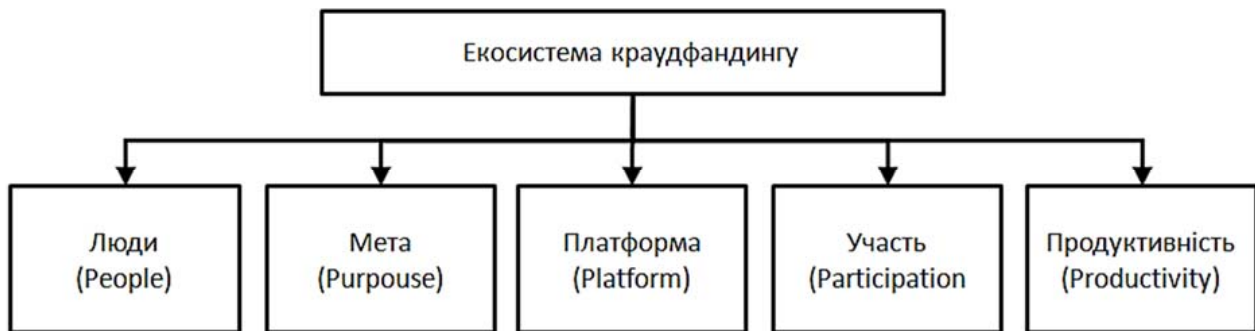 Екосистема краудфандингу
Люди
(People)
Мета
(Purpouse)
Платформа
(Platform)
Участь
(Participation
Продуктивність
(Productivity)